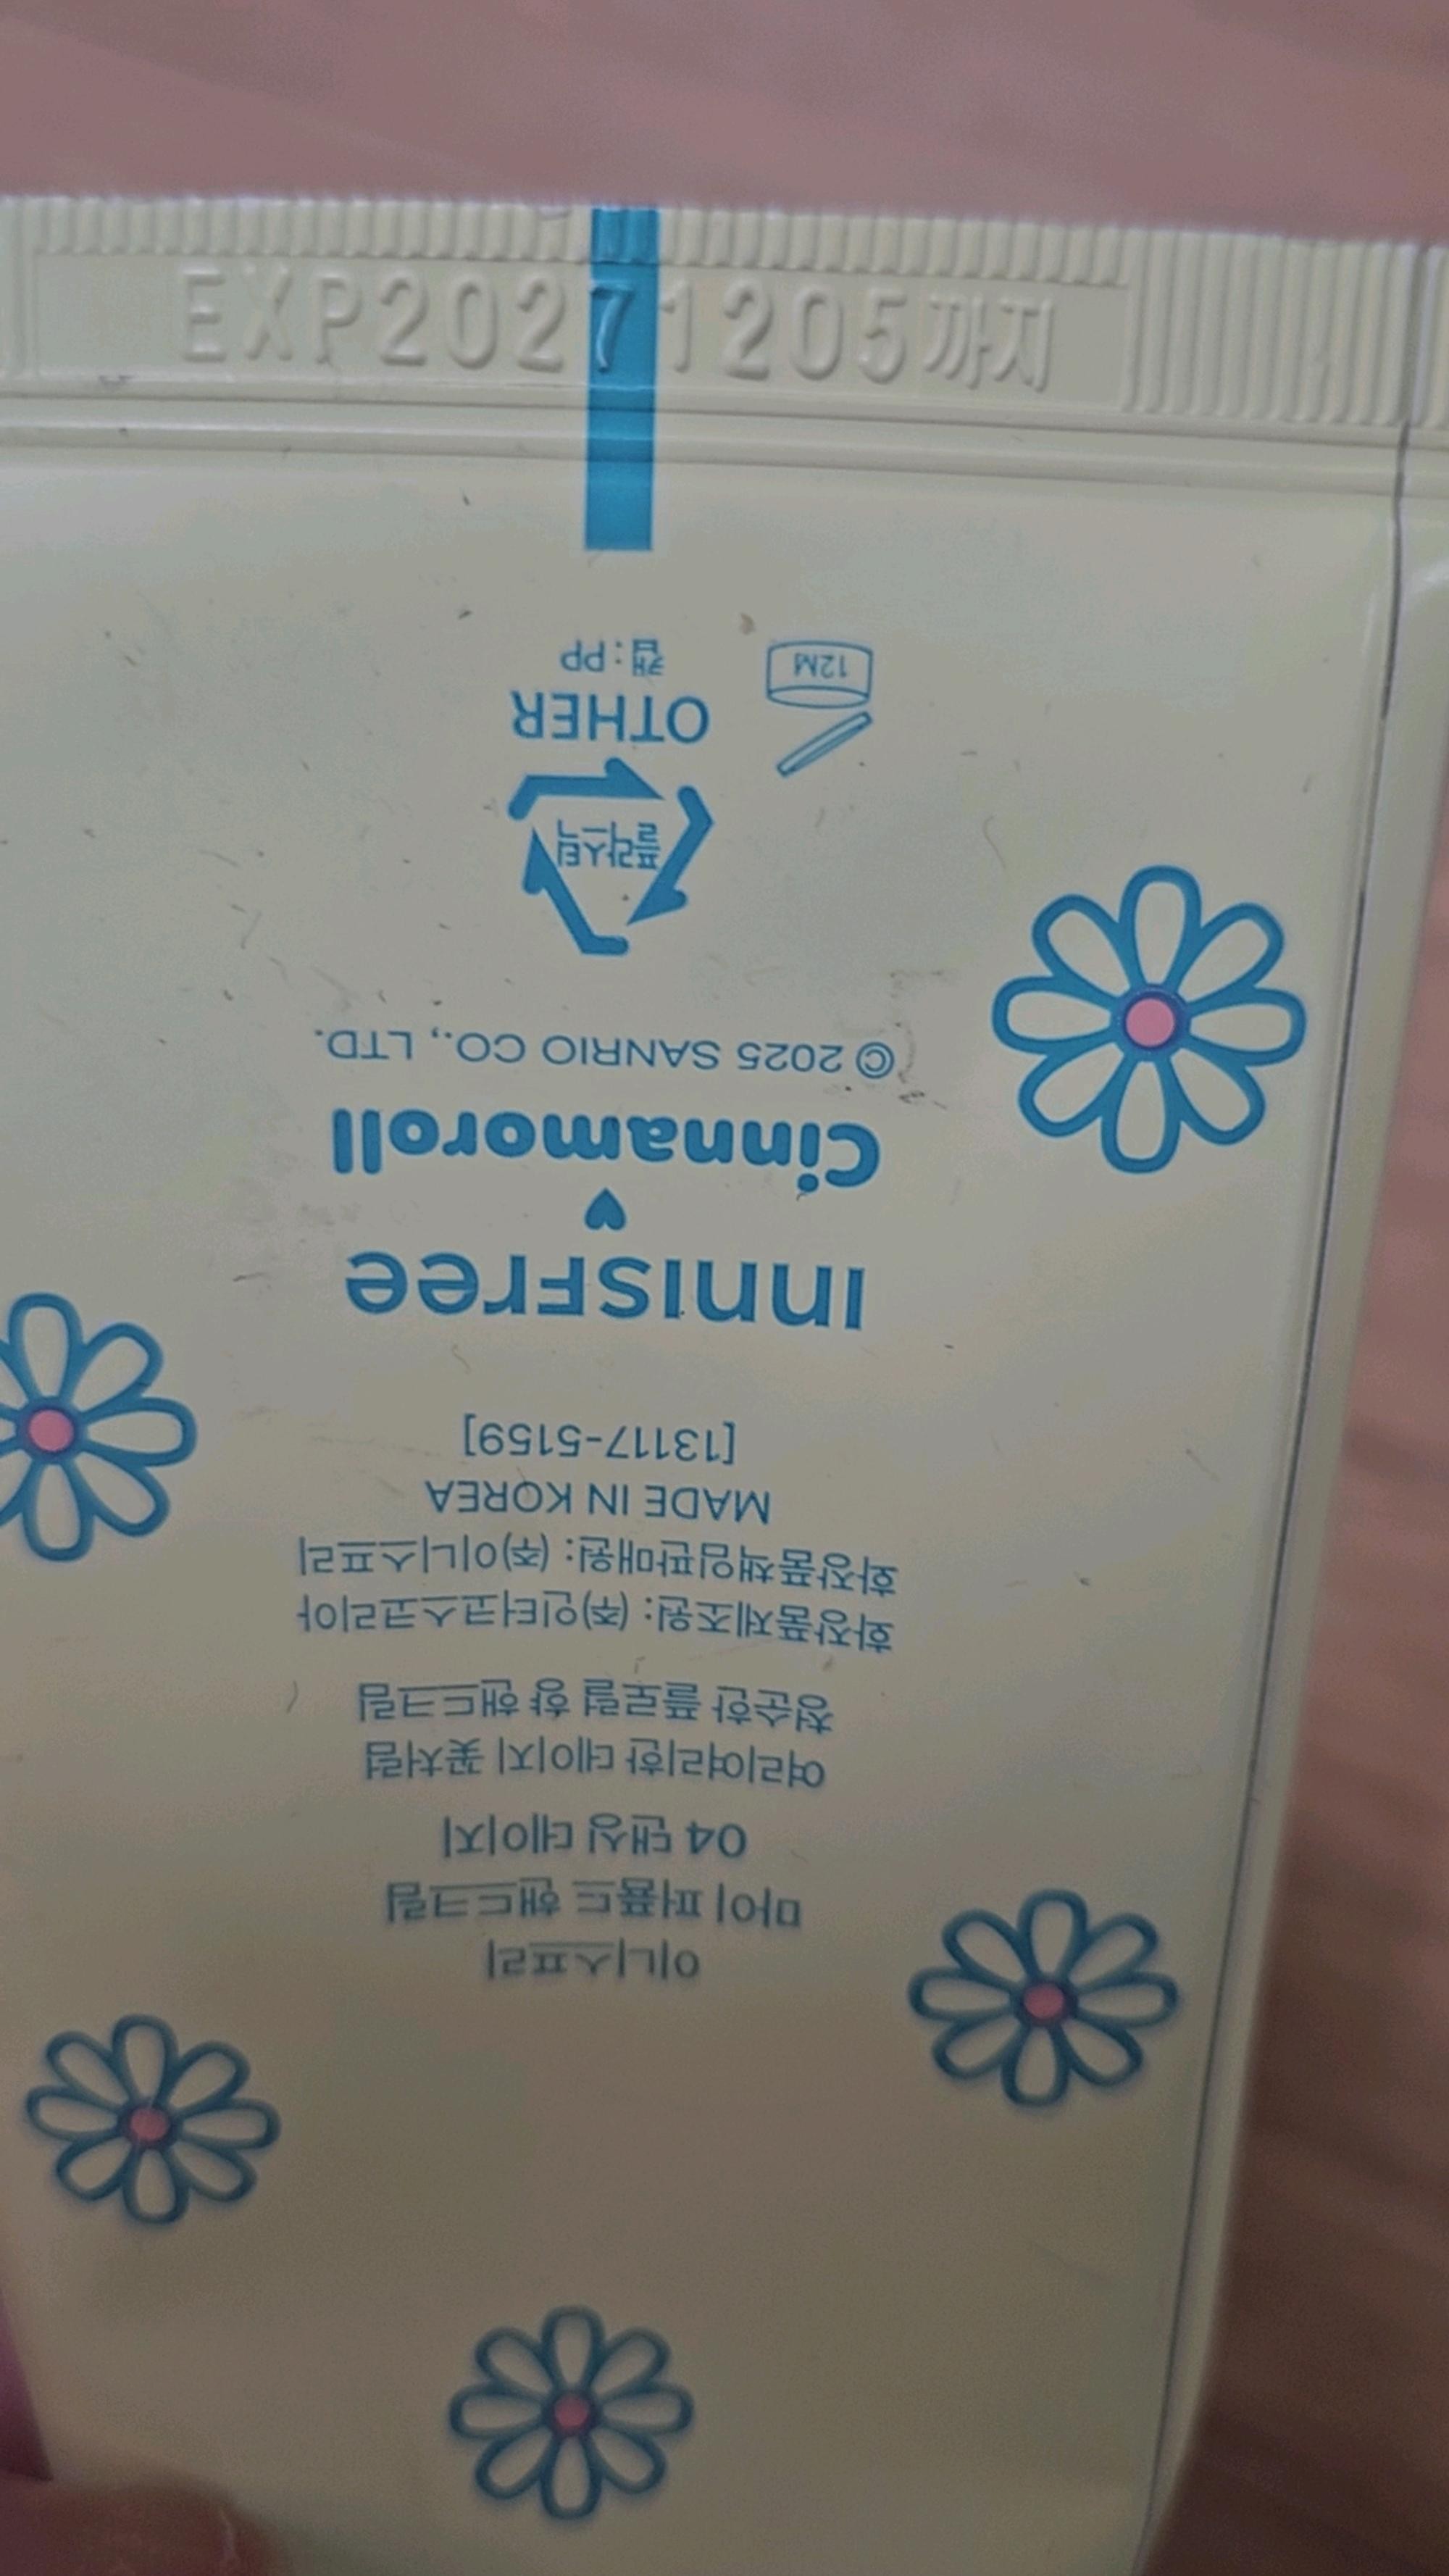 EXP20271205까지
이니스프리
마이 퍼퓸드 핸드크림
04 댄싱 데이지
여리여리한 데이지 꽃처럼
청순한 플로럴 향 핸드크림
화장품제조원: (주)인터코스코리아
화장품책임판매원: (주)이니스프리
MADE IN KOREA
[13117-5159]
innisfree
Cinnamoroll
© 2025 SANRIO CO., LTD.
플라스틱
OTHER
캡:PP
12M